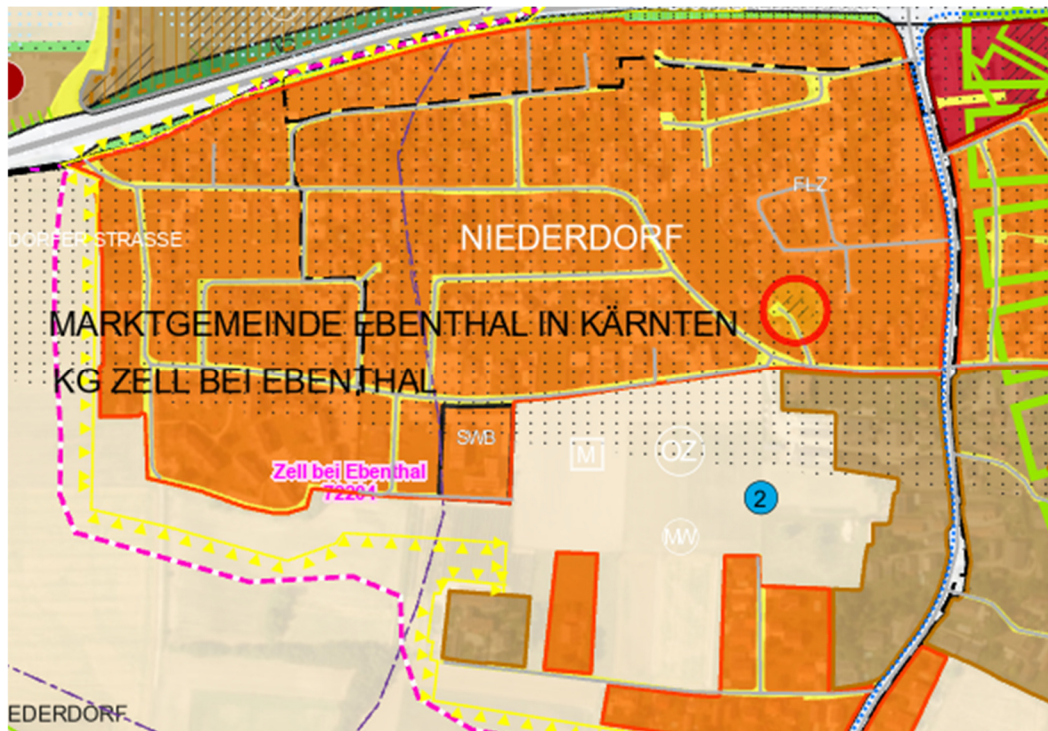 FLZ
DORFER STRASSE
NIEDERDORF
MARKTGEMEINDE EBENTHAL IN KÄRNTEN
KG ZELL BEI EBENTHAL
SWB
M
OZ
Zell bei Ebenthal
72204
2
MW
EDERDORF